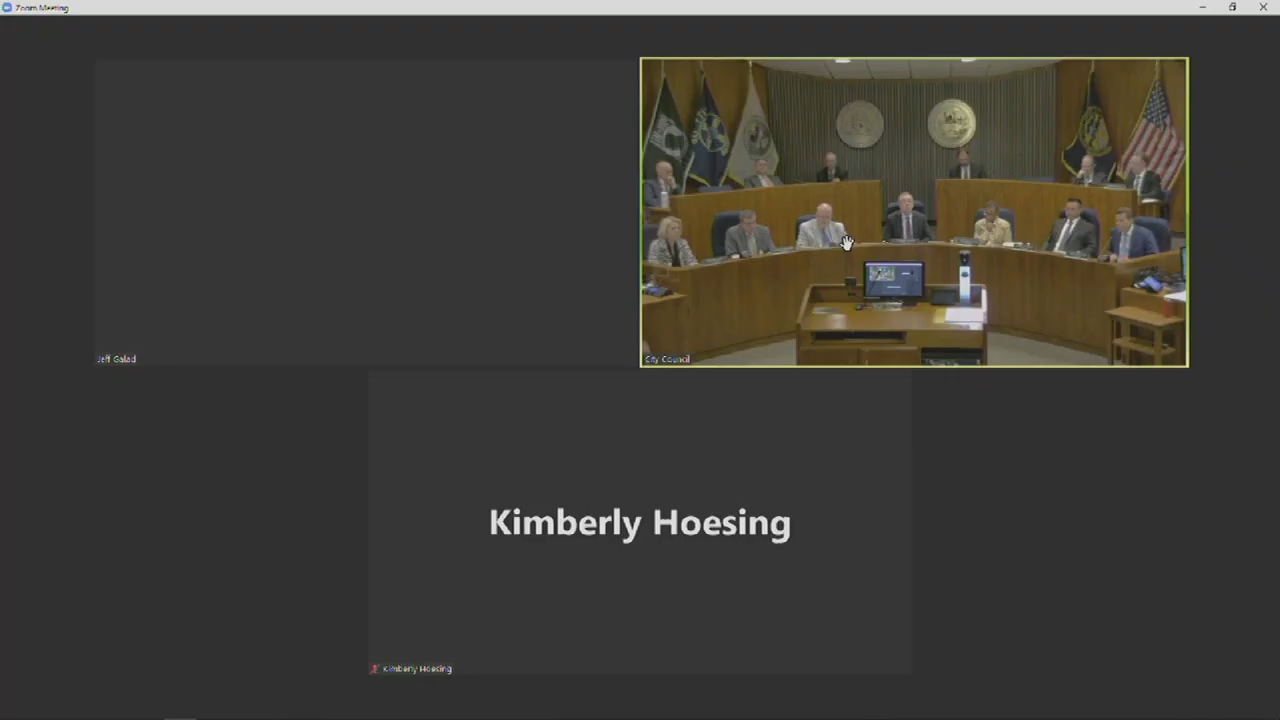 Zoom Meeting
Jeff Galad
City Council
Kimberly Hoesing
Kimberly Hoesing